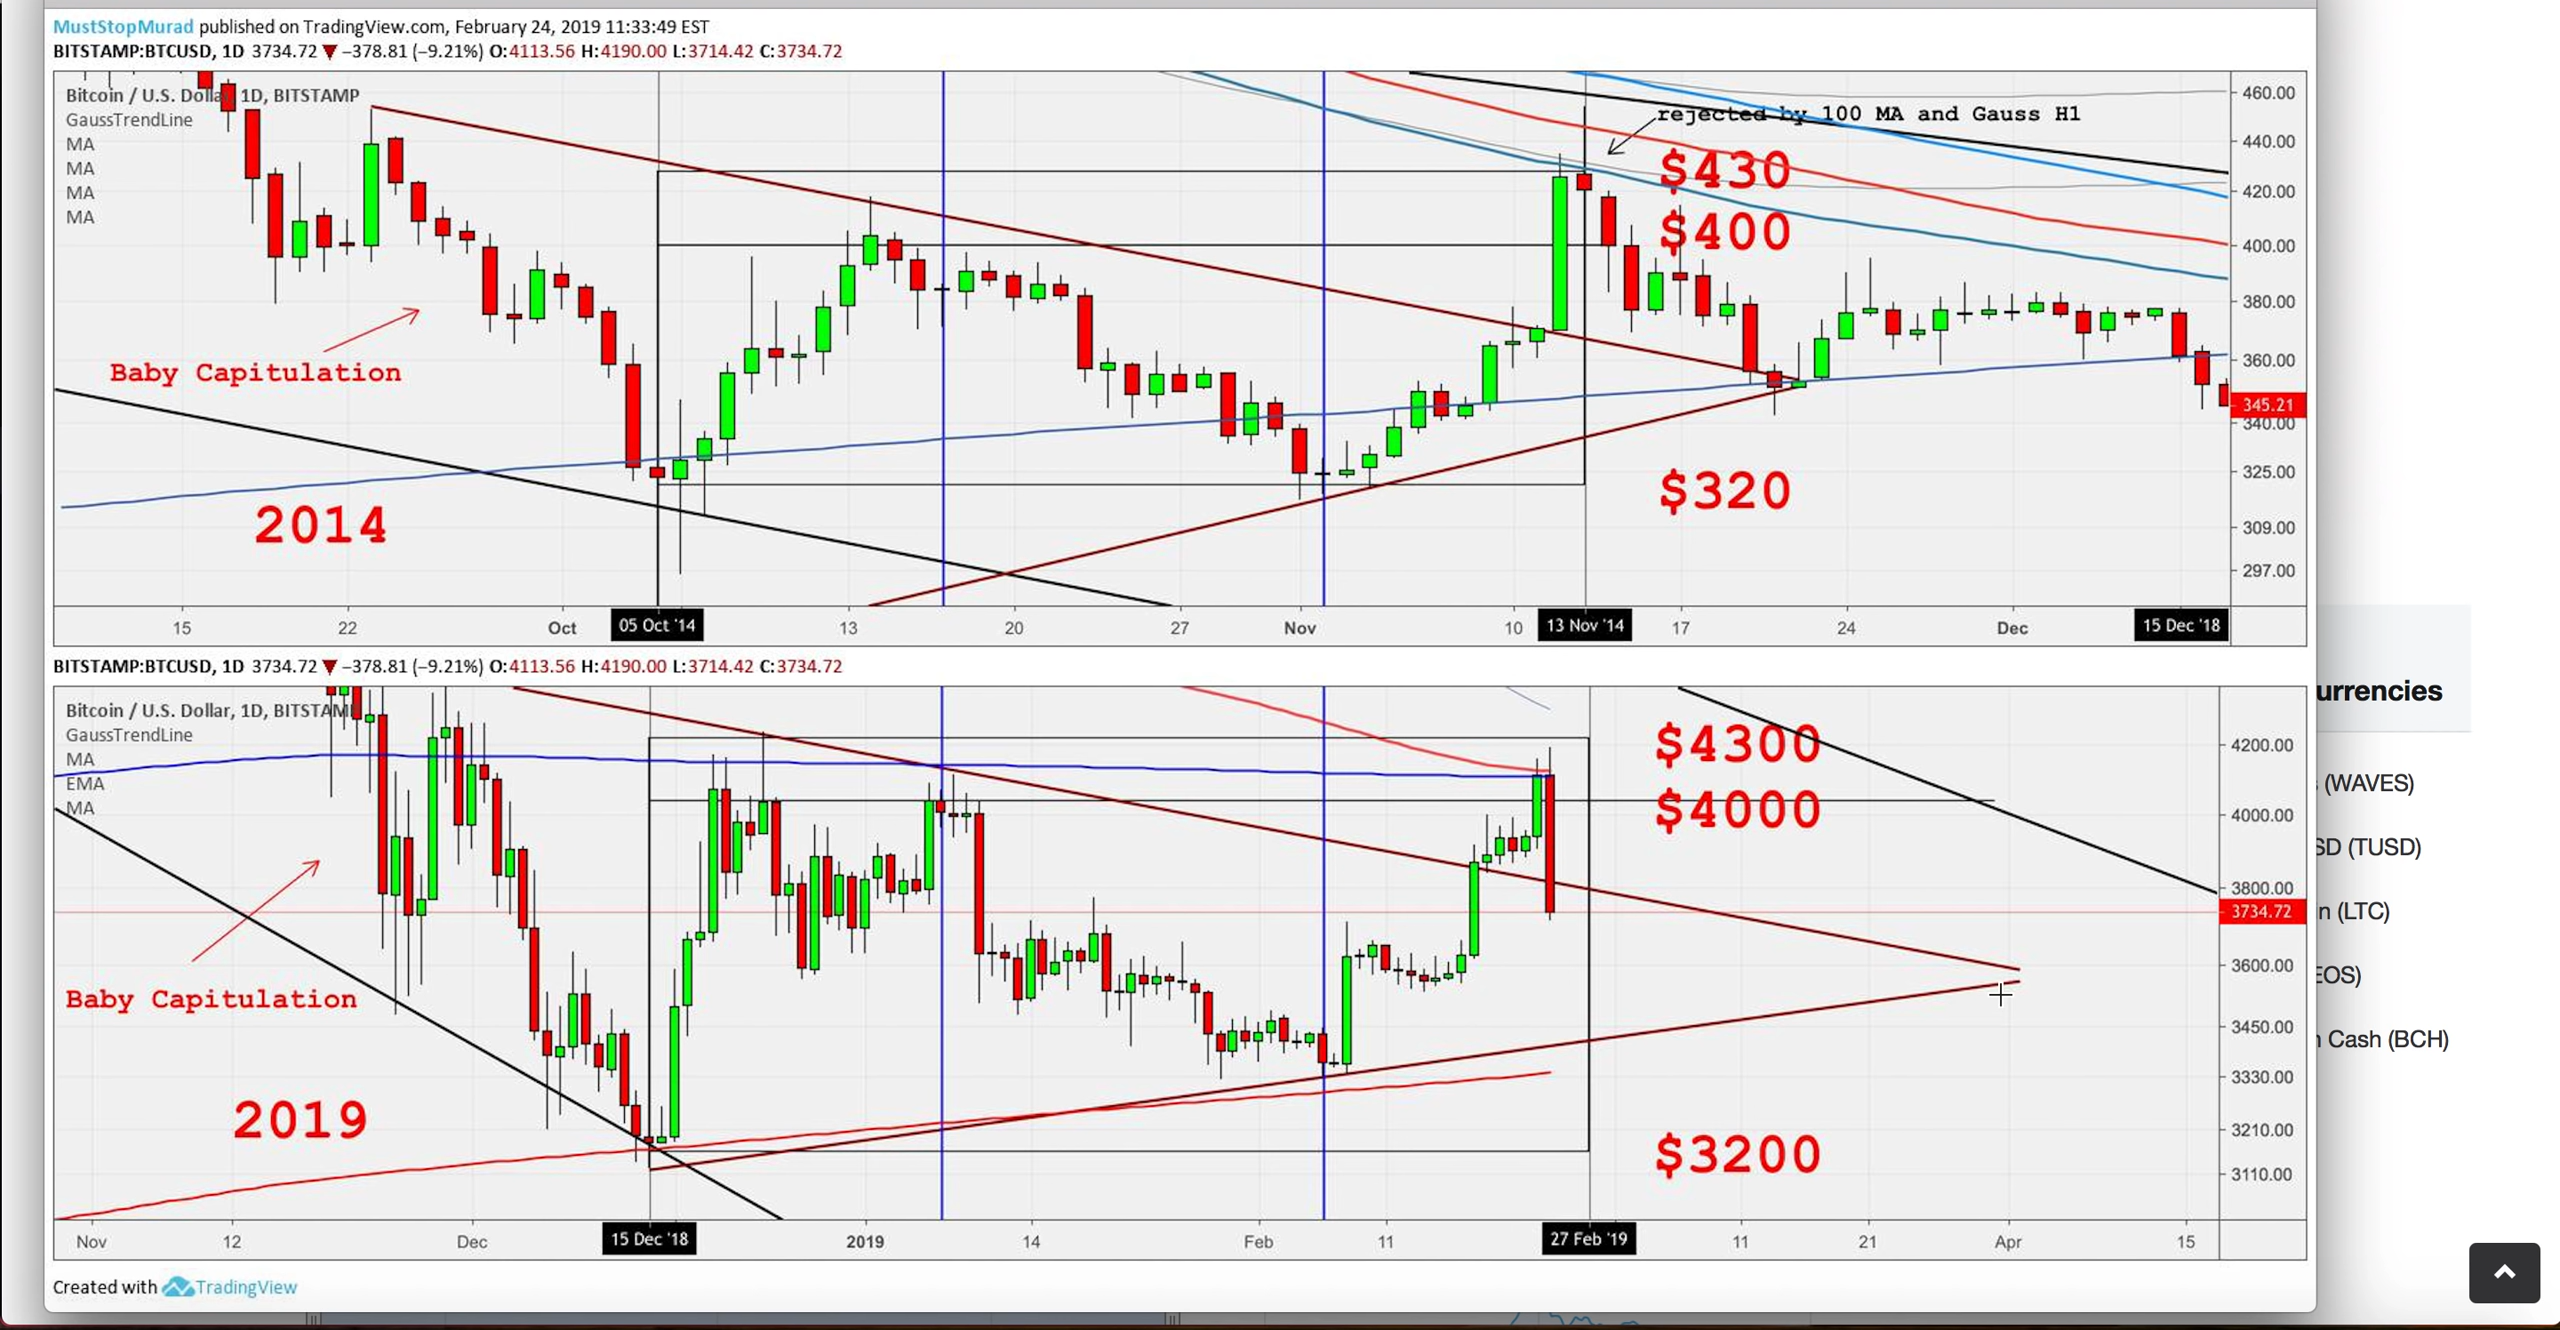 MustStopMurad published on TradingView.com, February 24, 2019 11:33:49 EST
BITSTAMP:BTCUSD, 1D 3734.72 ▼ −378.81 (−9.21%) O:4113.56 H:4190.00 L:3714.42 C:3734.72
Bitcoin / U.S. Dollar, 1D, BITSTAMP
GaussTrendLine
MA
MA
MA
MA
rejected by 100 MA and Gauss H1
$430
$400
$320
Baby Capitulation
2014
460.00
440.00
420.00
400.00
380.00
360.00
345.21
340.00
325.00
309.00
297.00
15 22 Oct 05 Oct '14 13 20 27 Nov 10 13 Nov '14 17 24 Dec 15 Dec '18
BITSTAMP:BTCUSD, 1D 3734.72 ▼ −378.81 (−9.21%) O:4113.56 H:4190.00 L:3714.42 C:3734.72
Bitcoin / U.S. Dollar, 1D, BITSTAMP
GaussTrendLine
MA
EMA
MA
$4300
$4000
$3200
Baby Capitulation
2019
4200.00
4000.00
3800.00
3734.72
3600.00
3450.00
3330.00
3210.00
3110.00
Nov 12 Dec 15 Dec '18 2019 14 Feb 11 27 Feb '19 11 21 Apr 15
Created with TradingView
urrencies
(WAVES)
SD (TUSD)
n (LTC)
EOS)
Cash (BCH)